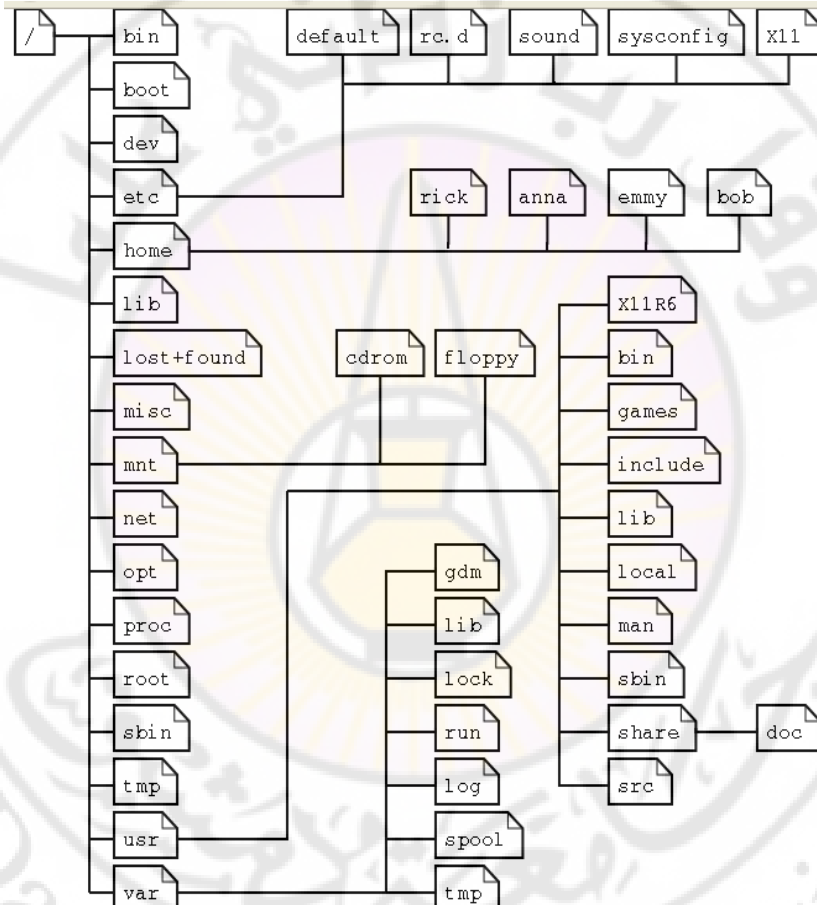 /
bin
default
rc.d
sound
sysconfig
X11
boot
dev
etc
rick
anna
emmy
bob
home
lib
X11R6
lost+found
cdrom
floppy
bin
misc
games
mnt
include
net
lib
opt
gdm
local
proc
lib
man
root
lock
sbin
sbin
run
share
doc
tmp
log
src
usr
spool
var
tmp